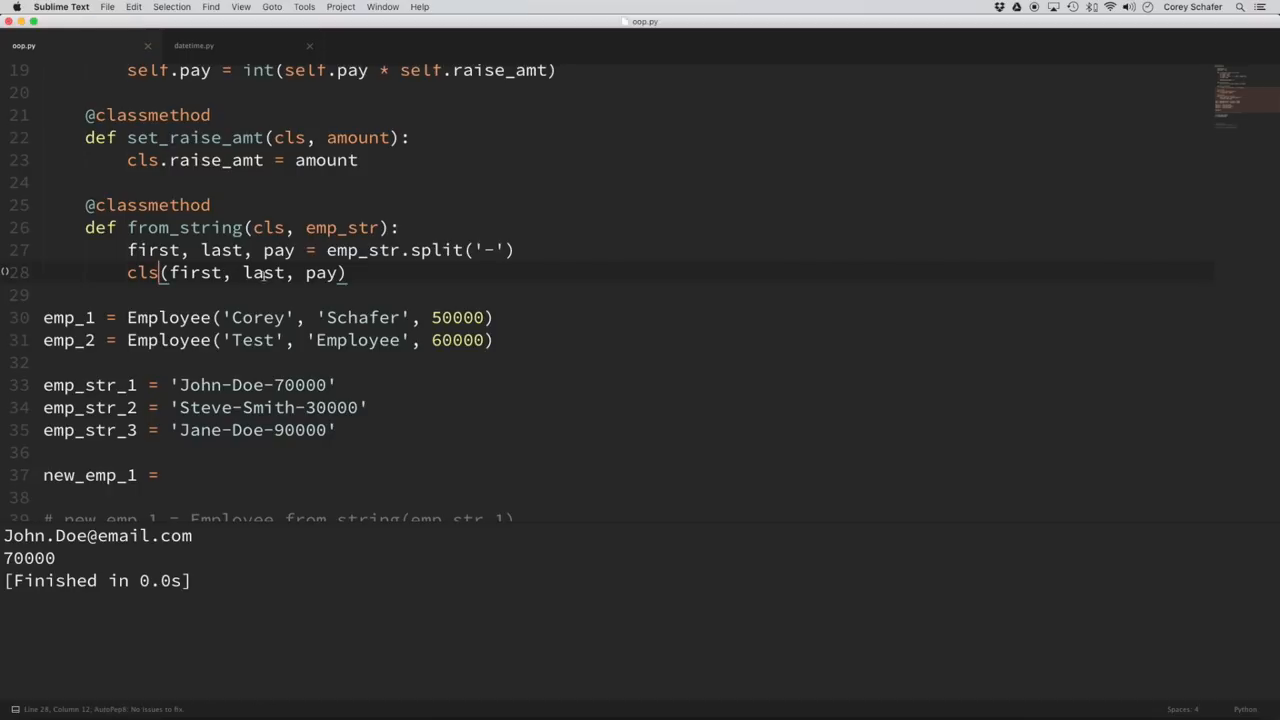 Sublime Text File Edit Selection Find View Goto Tools Project Window Help Corey Schafer
oop.py
oop.py datetime.py
19 self.pay = int(self.pay * self.raise_amt)
20
21 @classmethod
22 def set_raise_amt(cls, amount):
23 cls.raise_amt = amount
24
25 @classmethod
26 def from_string(cls, emp_str):
27 first, last, pay = emp_str.split('-')
28 cls(first, last, pay)
29
30 emp_1 = Employee('Corey', 'Schafer', 50000)
31 emp_2 = Employee('Test', 'Employee', 60000)
32
33 emp_str_1 = 'John-Doe-70000'
34 emp_str_2 = 'Steve-Smith-30000'
35 emp_str_3 = 'Jane-Doe-90000'
36
37 new_emp_1 =
38
39 # new_emp_1 = Employee.from_string(emp_str_1)
John.Doe@email.com
70000
[Finished in 0.0s]
Line 28, Column 12; AutoPep8: No issues to fix. Spaces: 4 Python